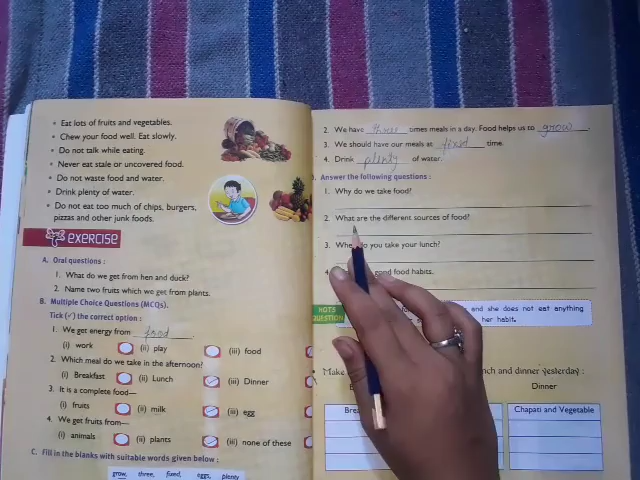 • Eat lots of fruits and vegetables.
• Chew your food well. Eat slowly.
• Do not talk while eating.
• Never eat stale or uncovered food.
• Do not waste food and water.
• Drink plenty of water.
• Do not eat too much of chips, burgers,
pizzas and other junk foods.
EXERCISE
A. Oral questions :
1. What do we get from hen and duck?
2. Name two fruits which we get from plants.
B. Multiple Choice Questions (MCQs).
Tick (✓) the correct option :
1. We get energy from food.
(i) work (ii) play (iii) food
2. Which meal do we take in the afternoon?
(i) Breakfast (ii) Lunch (iii) Dinner
3. It is a complete food—
(i) fruits (ii) milk (iii) egg
4. We get fruits from—
(i) animals (ii) plants (iii) none of these
C. Fill in the blanks with suitable words given below :
grow, three, fixed, eggs, plenty
2. We have three times meals in a day. Food helps us to grow.
3. We should have our meals at fixed time.
4. Drink plenty of water.
Answer the following questions :
1. Why do we take food?
2. What are the different sources of food?
3. do you take your lunch?
4. good food habits.
HOTS QUESTION
and she does not eat anything
her habit.
• Make
nch and dinner yesterday :
Dinner
Chapati and Vegetable